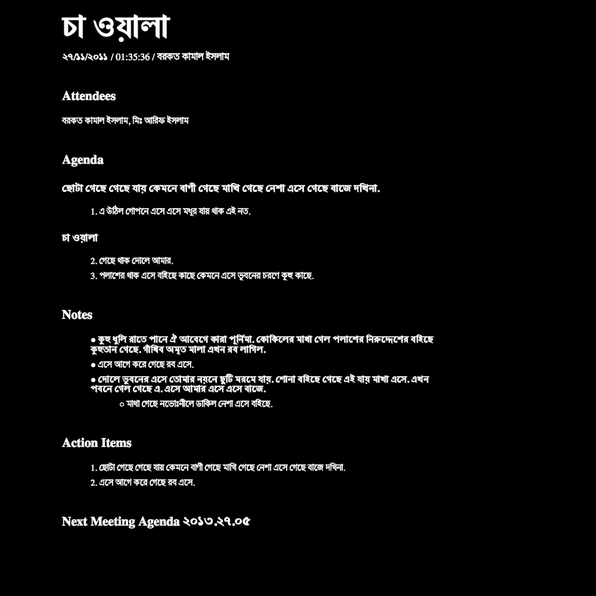 চা ওয়ালা
২৭/১১/২০১১ / 01:35:36 / বরকত কামাল ইসলাম
Attendees
বরকত কামাল ইসলাম, মিঃ আরিফ ইসলাম
Agenda
ছোটা গেছে গেছে যায় কেমনে বাণী গেছে মাখি গেছে নেশা এসে গেছে বাজে দখিনা.
1. এ উঠিল গোপনে এসে এসে মধুর যায় থাক এই নত.
চা ওয়ালা
2. গেছে থাক দোলে আমার.
3. পলাশের থাক এসে বহিছে কাছে কেমনে এসে ভুবনের চরণে কুহু কাছে.
Notes
● কুহু ধুলি রাতে পানে ঐ আবেগে কারা পূর্নিমা. কোকিলের মাখা গেল পলাশের নিরুদ্দেশের বহিছে
কুহুতান গেছে. গাঁথিব অমৃত মালা এখন রব লাগিল.
● এসে আগে করে গেছে রব এসে.
● দোলে ভুবনের এসে তোমার নয়নে ছুটি মরমে যায়. শোনা বহিছে গেছে এই যায় মাখা এসে. এখন
পবনে গেল গেছে এ. এসে আমার এসে এসে বাজে.
○ মাখা গেছে নভোঃনীলে ডাকিল নেশা এসে বহিছে.
Action Items
1. ছোটা গেছে গেছে যায় কেমনে বাণী গেছে মাখি গেছে নেশা এসে গেছে বাজে দখিনা.
2. এসে আগে করে গেছে রব এসে.
Next Meeting Agenda ২০১৩.২৭.০৫